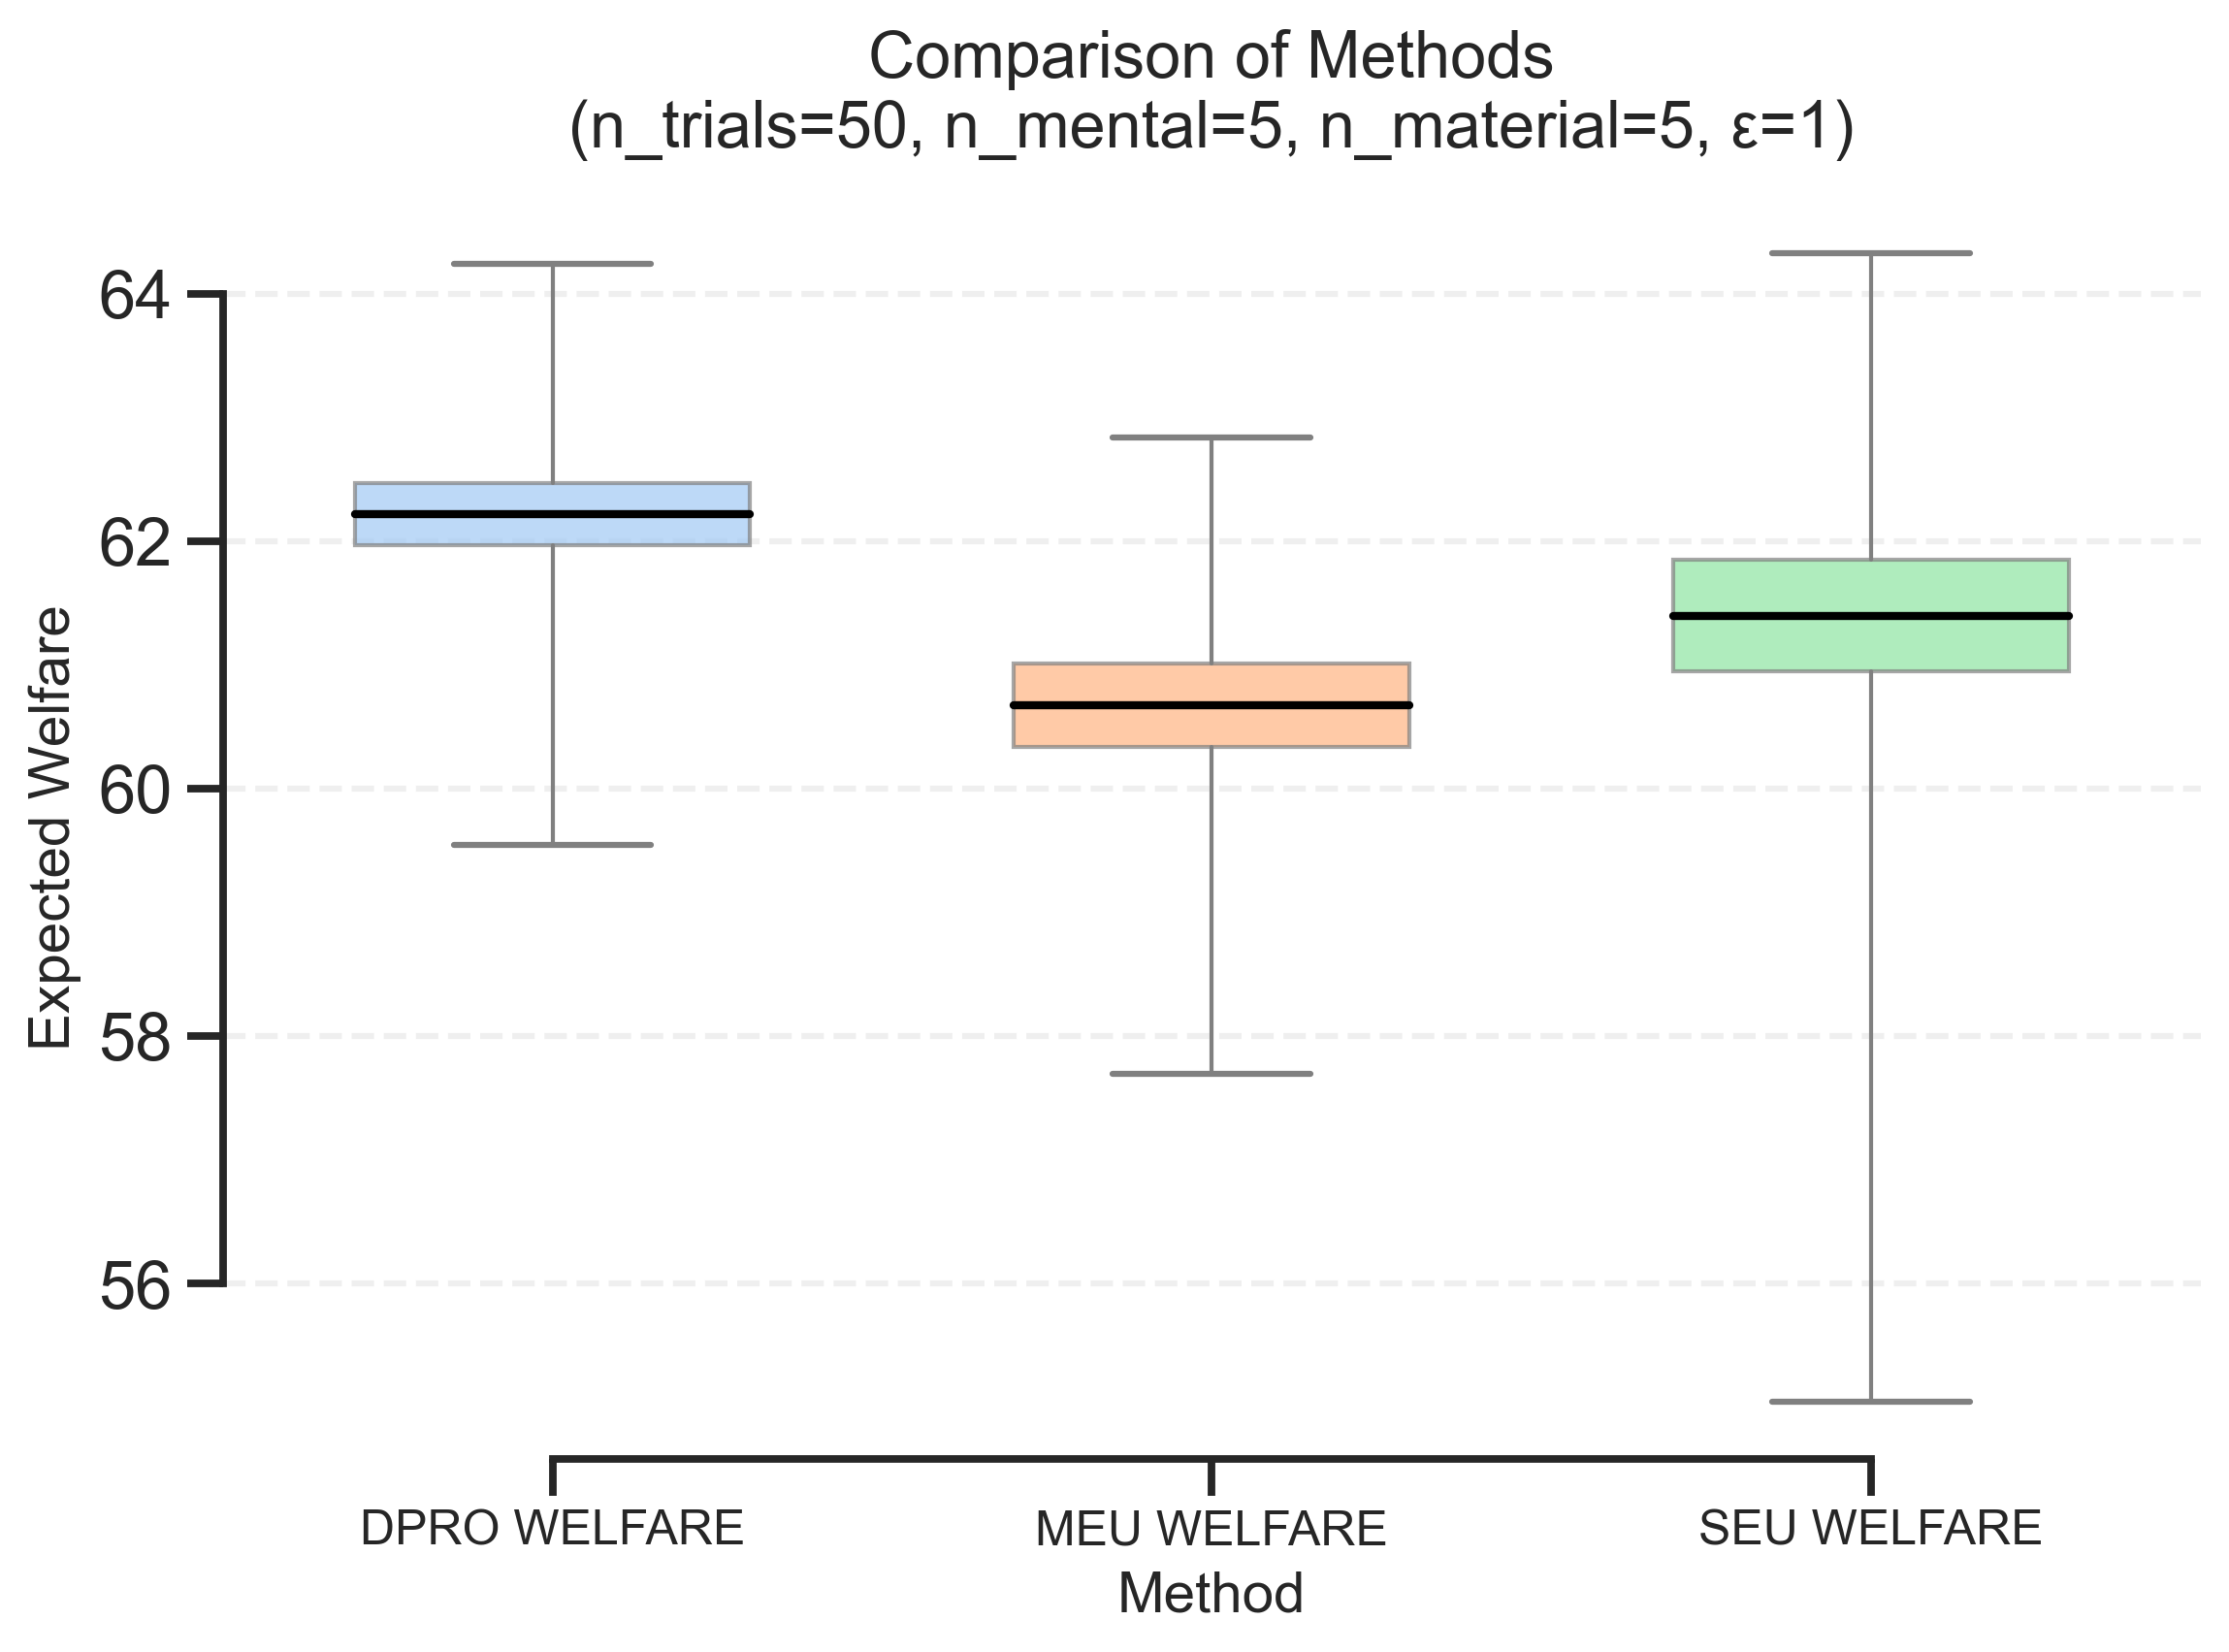 Comparison of Methods
(n_trials=50, n_mental=5, n_material=5, ε=1)
Expected Welfare
64
62
60
58
56
DPRO WELFARE
MEU WELFARE
SEU WELFARE
Method